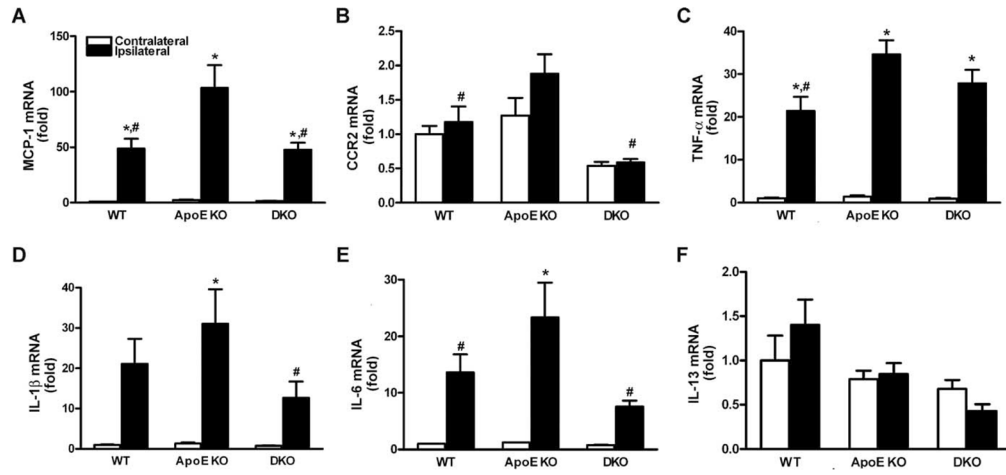 A
MCP-1 mRNA
(fold)
150
100
50
0
Contralateral
Ipsilateral
*,#
*
*,#
WT
ApoE KO
DKO
B
CCR2 mRNA
(fold)
2.5
2.0
1.5
1.0
0.5
0.0
#
#
WT
ApoE KO
DKO
C
TNF-α mRNA
(fold)
40
30
20
10
0
*,#
*
*
WT
ApoE KO
DKO
D
IL-1β mRNA
(fold)
40
30
20
10
0
*
#
WT
ApoE KO
DKO
E
IL-6 mRNA
(fold)
30
20
10
0
#
*
#
WT
ApoE KO
DKO
F
IL-13 mRNA
(fold)
2.0
1.5
1.0
0.5
0.0
WT
ApoE KO
DKO